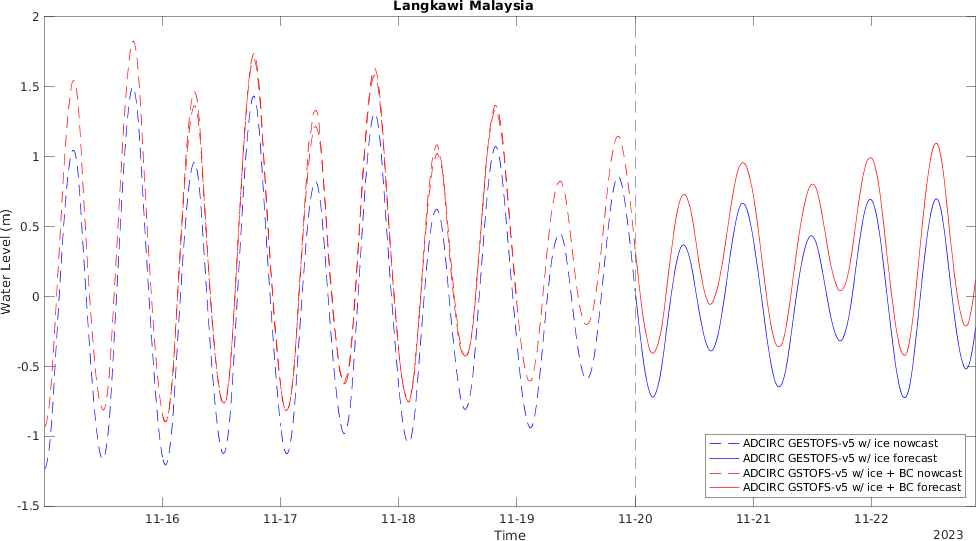 Langkawi Malaysia
2
1.5
1
0.5
0
-0.5
-1
-1.5
Water Level (m)
ADCIRC GESTOFS-v5 w/ ice nowcast
ADCIRC GESTOFS-v5 w/ ice forecast
ADCIRC GSTOFS-v5 w/ ice + BC nowcast
ADCIRC GSTOFS-v5 w/ ice + BC forecast
11-16 11-17 11-18 11-19 11-20 11-21 11-22
Time
2023